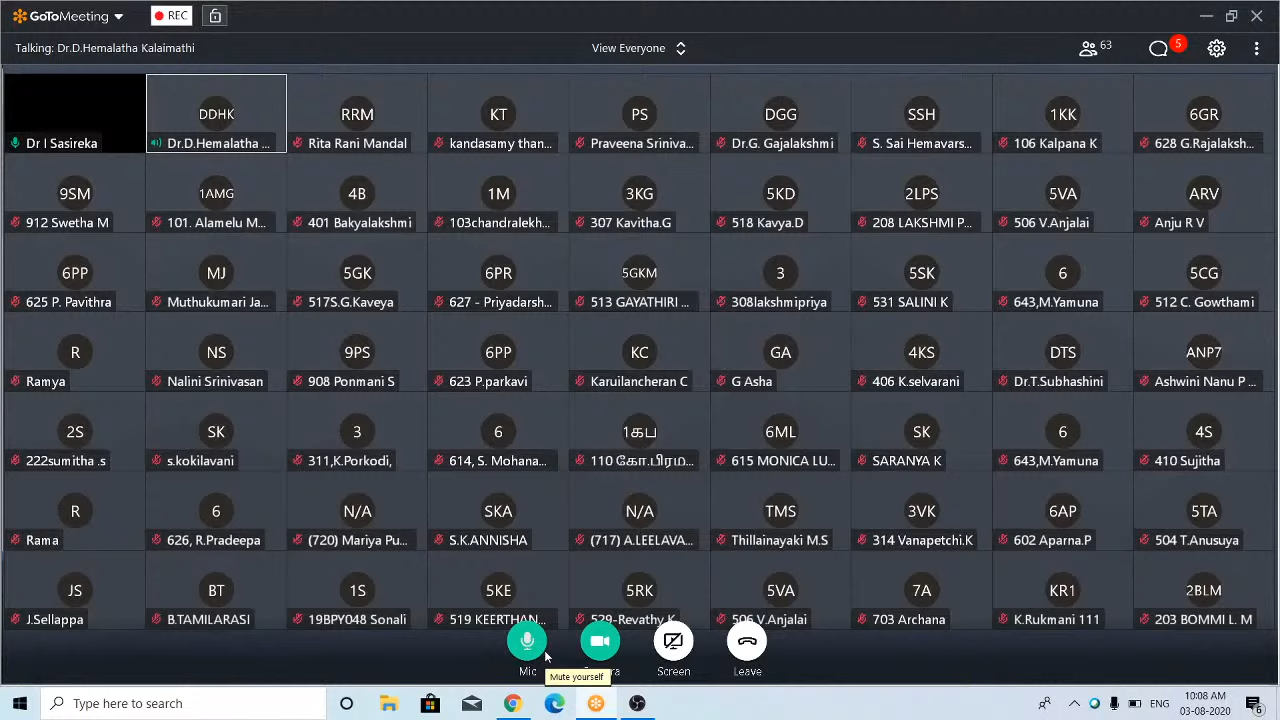 GoToMeeting
REC
Talking: Dr.D.Hemalatha Kalaimathi
View Everyone
63
5
Dr I Sasireka
DDHK
Dr.D.Hemalatha ...
RRM
Rita Rani Mandal
KT
kandasamy than...
PS
Praveena Sriniva...
DGG
Dr.G. Gajalakshmi
SSH
S. Sai Hemavars...
1KK
106 Kalpana K
6GR
628 G.Rajalaksh...
9SM
912 Swetha M
1AMG
101. Alamelu M...
4B
401 Bakyalakshmi
1M
103chandralekh...
3KG
307 Kavitha.G
5KD
518 Kavya.D
2LPS
208 LAKSHMI P...
5VA
506 V.Anjalai
ARV
Anju R V
6PP
625 P. Pavithra
MJ
Muthukumari Ja...
5GK
517S.G.Kaveya
6PR
627 - Priyadarsh...
5GKM
513 GAYATHIRI ...
3
308lakshmipriya
5SK
531 SALINI K
6
643,M.Yamuna
5CG
512 C. Gowthami
R
Ramya
NS
Nalini Srinivasan
9PS
908 Ponmani S
6PP
623 P.parkavi
KC
Karuilancheran C
GA
G Asha
4KS
406 K.selvarani
DTS
Dr.T.Subhashini
ANP7
Ashwini Nanu P ...
2S
222sumitha .s
SK
s.kokilavani
3
311,K.Porkodi,
6
614, S. Mohana...
1கப
110 கோ.பிரம...
6ML
615 MONICA LU...
SK
SARANYA K
6
643,M.Yamuna
4S
410 Sujitha
R
Rama
6
626, R.Pradeepa
N/A
(720) Mariya Pu...
SKA
S.K.ANNISHA
N/A
(717) A.LEELAVA...
TMS
Thillainayaki M.S
3VK
314 Vanapetchi.K
6AP
602 Aparna.P
5TA
504 T.Anusuya
JS
J.Sellappa
BT
B.TAMILARASI
1S
19BPY048 Sonali
5KE
519 KEERTHAN...
5RK
529-Revathy K
5VA
506 V.Anjalai
7A
703 Archana
KR1
K.Rukmani 111
2BLM
203 BOMMI L. M
Mic
Screen
Leave
Mute yourself
Type here to search
ENG
10:08 AM
03-08-2020
6